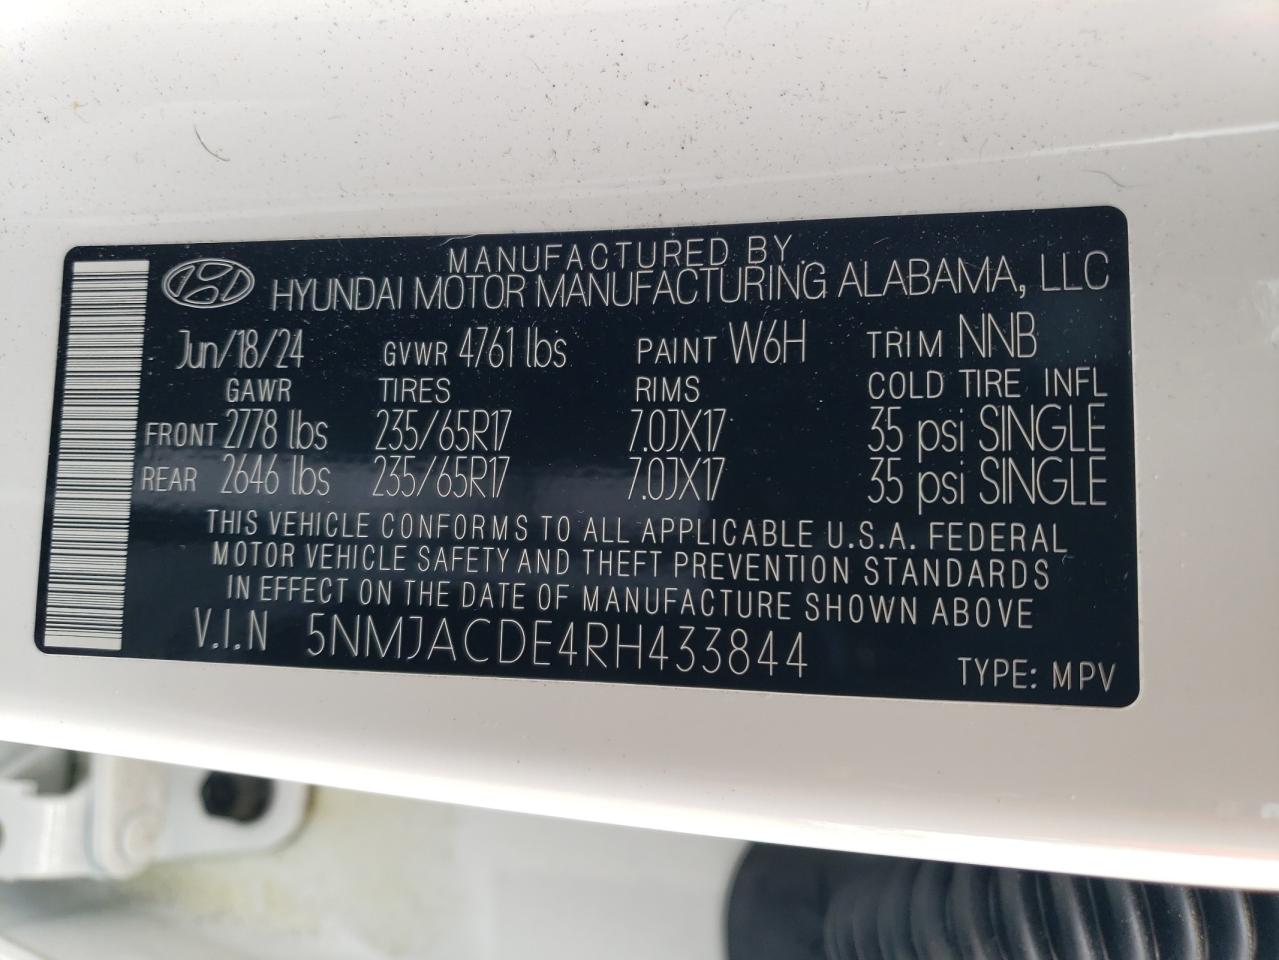 MANUFACTURED BY
HYUNDAI MOTOR MANUFACTURING ALABAMA, LLC
Jun/18/24 GVWR 4761 lbs PAINT W6H TRIM NNB
GAWR TIRES RIMS COLD TIRE INFL
FRONT 2778 lbs 235/65R17 7.0JX17 35 psi SINGLE
REAR 2646 lbs 235/65R17 7.0JX17 35 psi SINGLE
THIS VEHICLE CONFORMS TO ALL APPLICABLE U.S.A. FEDERAL
MOTOR VEHICLE SAFETY AND THEFT PREVENTION STANDARDS
IN EFFECT ON THE DATE OF MANUFACTURE SHOWN ABOVE
V.I.N 5NMJACDE4RH433844
TYPE: MPV